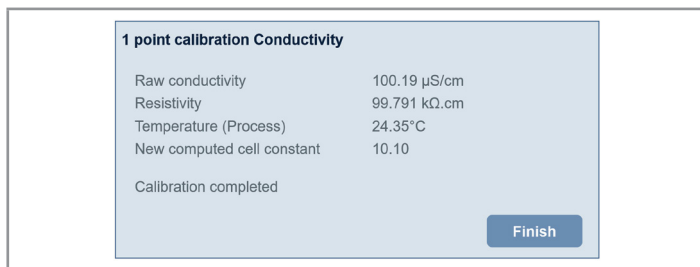 1 point calibration Conductivity
Raw conductivity 100.19 µS/cm
Resistivity 99.791 kΩ.cm
Temperature (Process) 24.35°C
New computed cell constant 10.10
Calibration completed
Finish